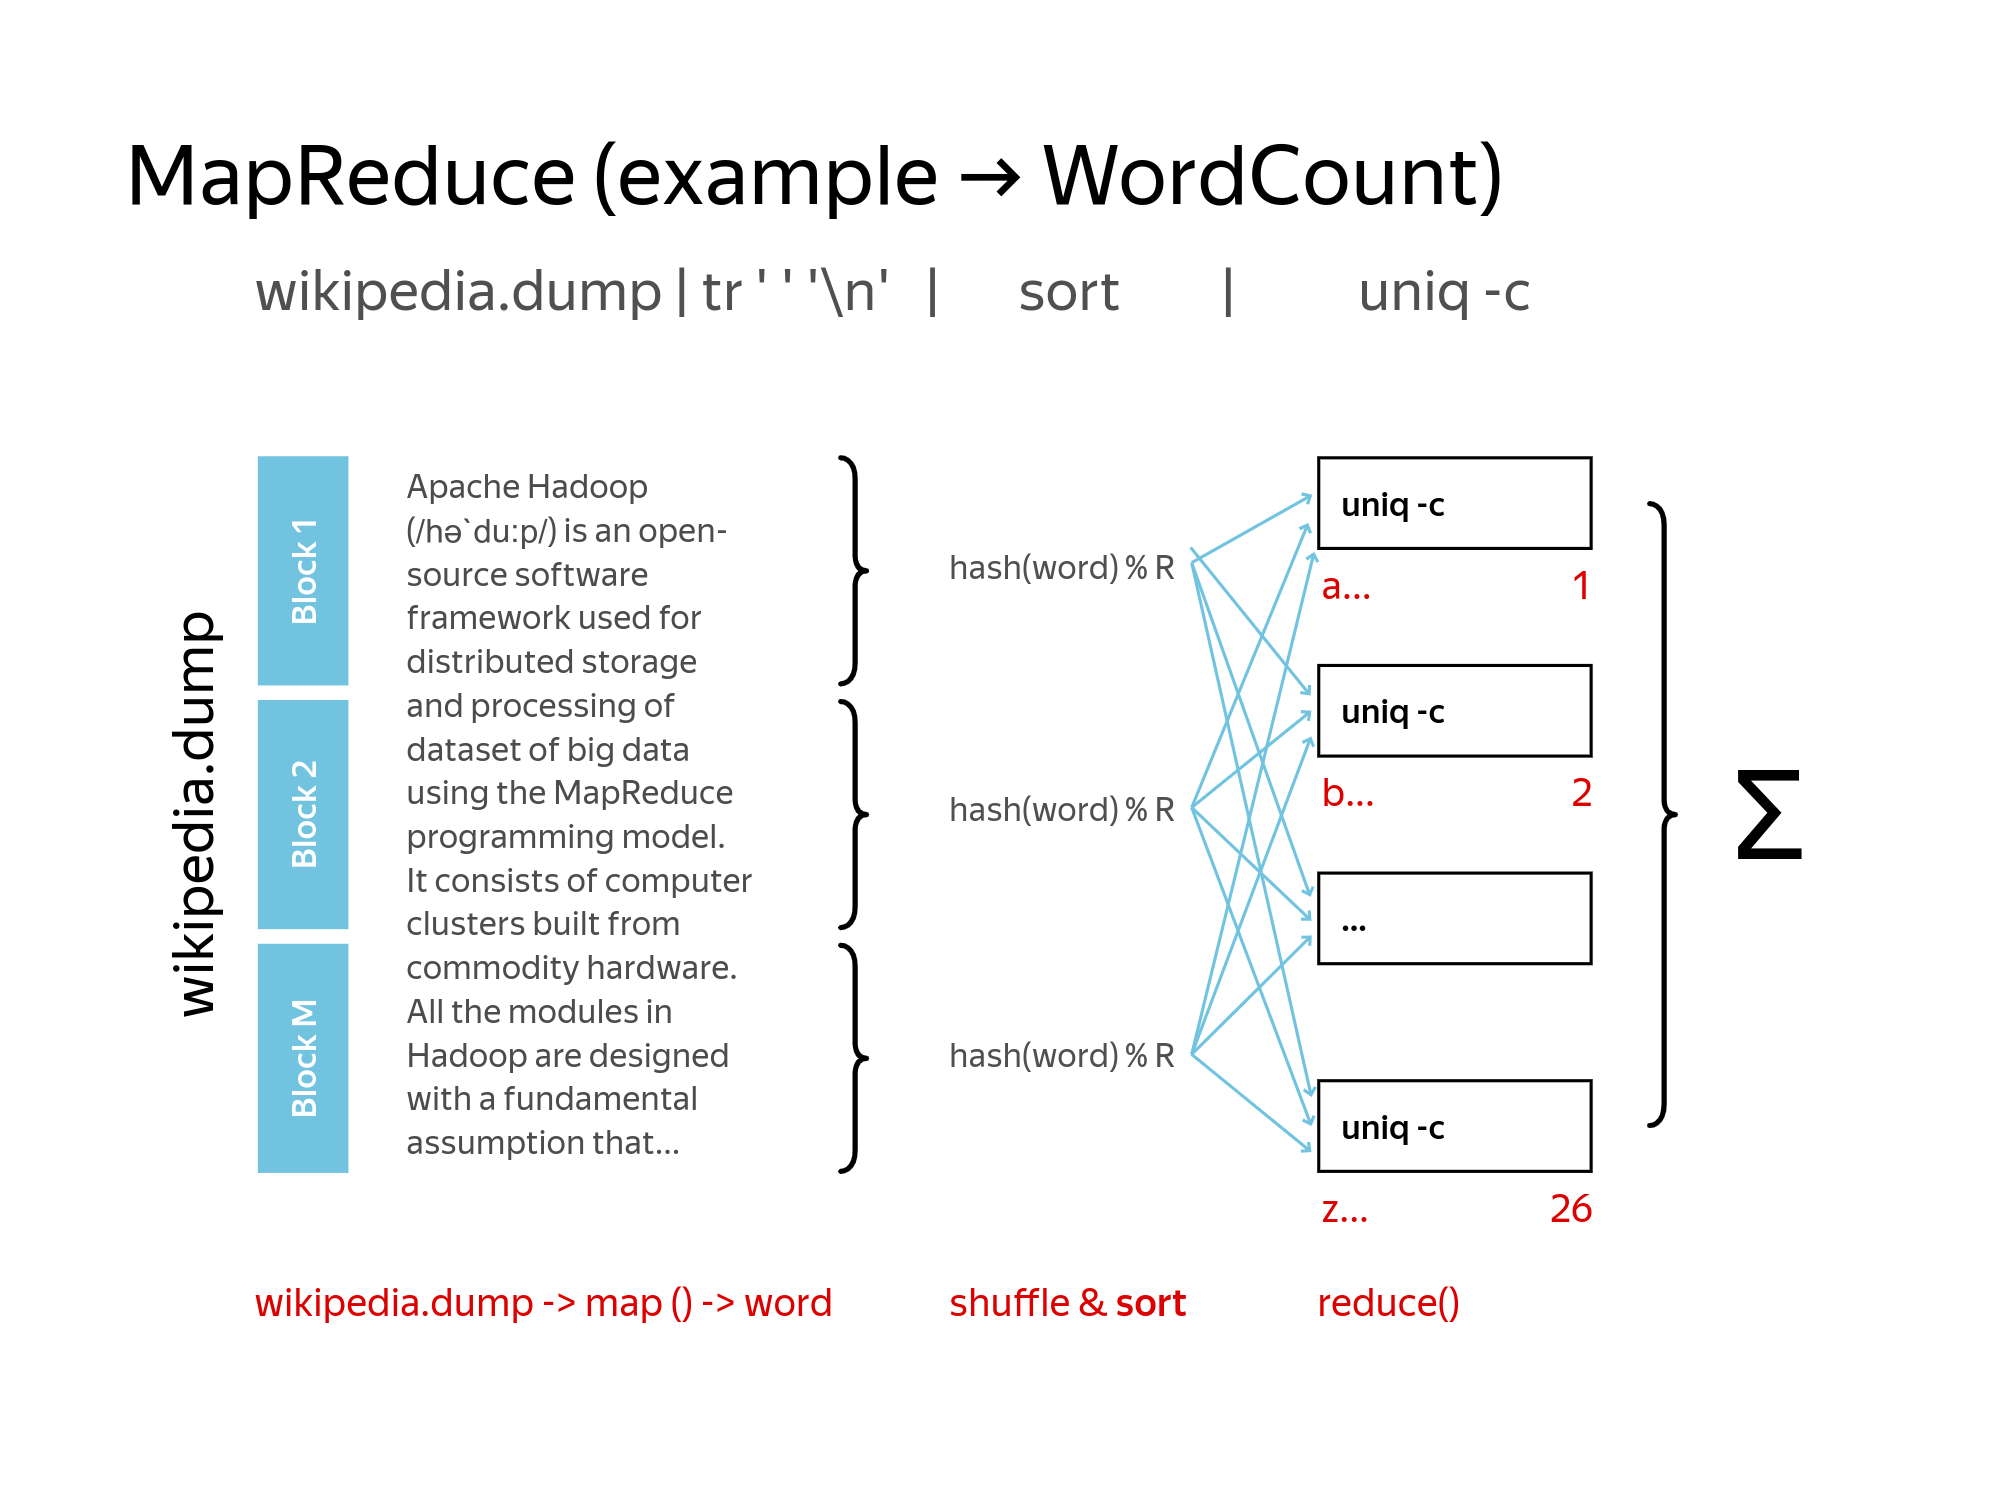 MapReduce (example → WordCount)
wikipedia.dump | tr ' ' '\n' | sort | uniq -c
wikipedia.dump
Block 1
Block 2
Block M
Apache Hadoop
(/hə`du:p/) is an open-
source software
framework used for
distributed storage
and processing of
dataset of big data
using the MapReduce
programming model.
It consists of computer
clusters built from
commodity hardware.
All the modules in
Hadoop are designed
with a fundamental
assumption that...
hash(word) % R
hash(word) % R
hash(word) % R
uniq -c
a... 1
uniq -c
b... 2
...
uniq -c
z... 26
Σ
wikipedia.dump -> map () -> word
shuffle & sort
reduce()